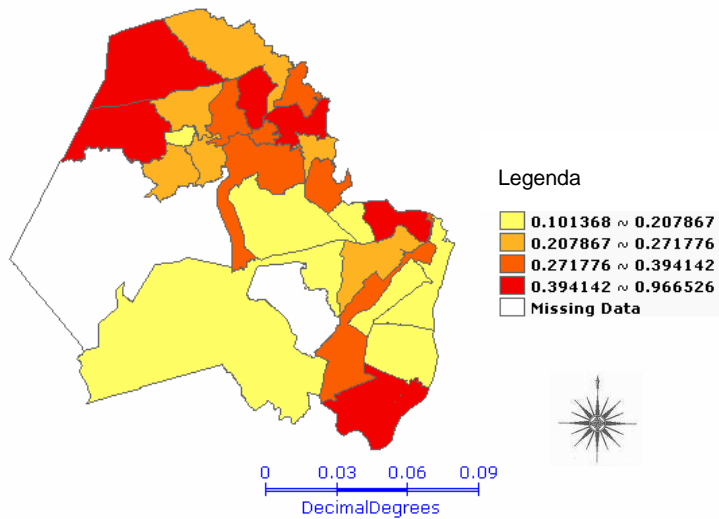 Legenda
0.101368 ~ 0.207867
0.207867 ~ 0.271776
0.271776 ~ 0.394142
0.394142 ~ 0.966526
Missing Data
0 0.03 0.06 0.09
DecimalDegrees